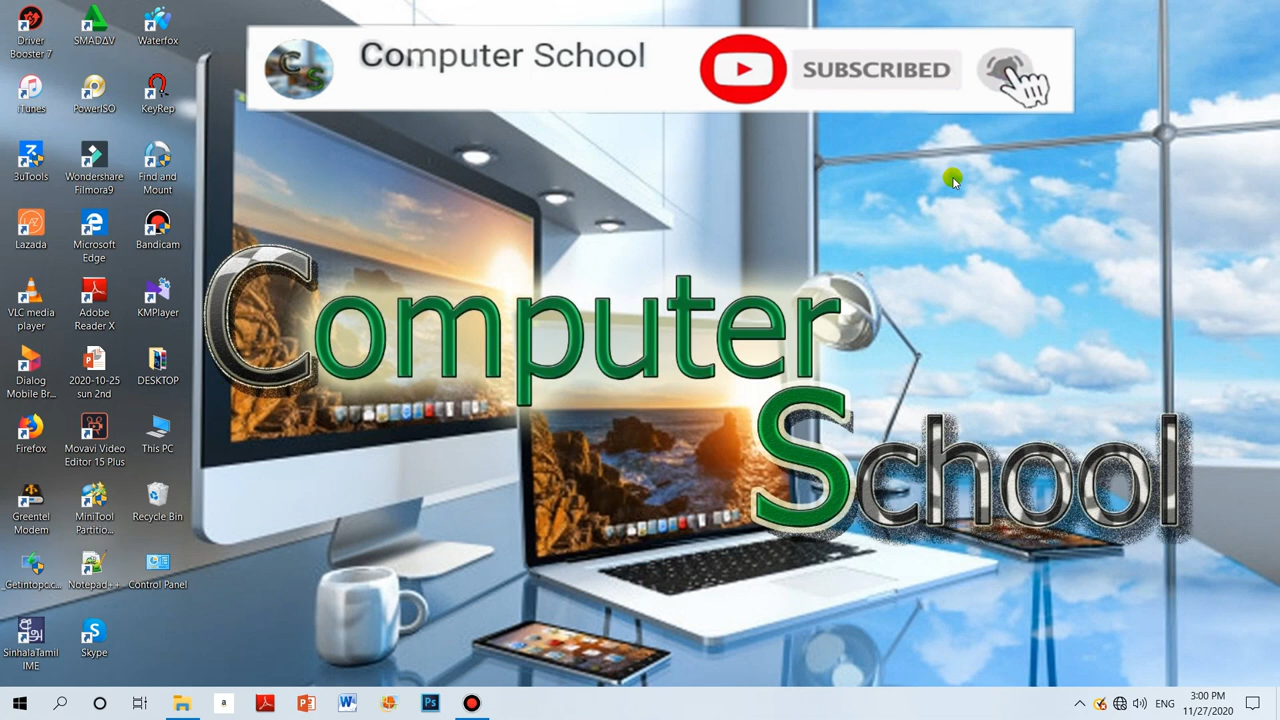 Driver
Booster 7
SMADΔV
Waterfox
iTunes
PowerISO
KeyRep
3uTools
Wondershare
Filmora9
Find and
Mount
Lazada
Microsoft
Edge
Bandicam
VLC media
player
Adobe
Reader X
KMPlayer
Dialog
Mobile Br...
2020-10-25
sun 2nd
DESKTOP
Firefox
Movavi Video
Editor 15 Plus
This PC
Greentel
Modem
MiniTool
Partitio...
Recycle Bin
_Getintopc.c...
Notepad++
Control Panel
SinhalaTamil
IME
Skype
Computer School
SUBSCRIBED
CS
Computer
School
a
W
Ps
ENG
3:00 PM
11/27/2020